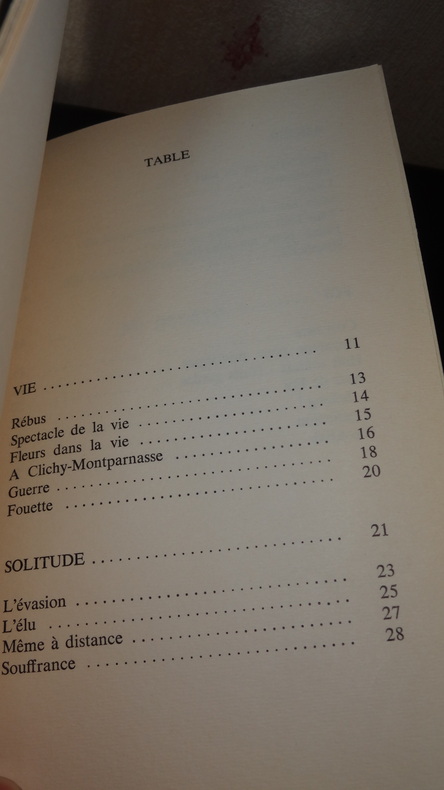 TABLE
VIE .............................. 11
Rébus .............................. 13
Spectacle de la vie .............................. 14
Fleurs dans la vie .............................. 15
A Clichy-Montparnasse .............................. 16
Guerre .............................. 18
Fouette .............................. 20
SOLITUDE .............................. 21
L'évasion .............................. 23
L'élu .............................. 25
Même à distance .............................. 27
Souffrance .............................. 28